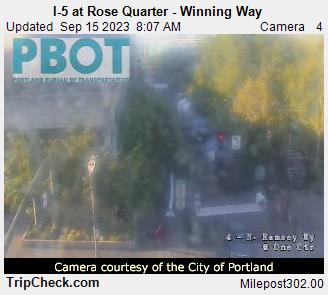 I-5 at Rose Quarter - Winning Way
Updated Sep 15 2023 8:07 AM Camera 4
PBOT
PORTLAND BUREAU OF TRANSPORTATION
4 - N. Ramsey Wy
W One Ctr
Camera courtesy of the City of Portland
TripCheck.com Milepost302.00